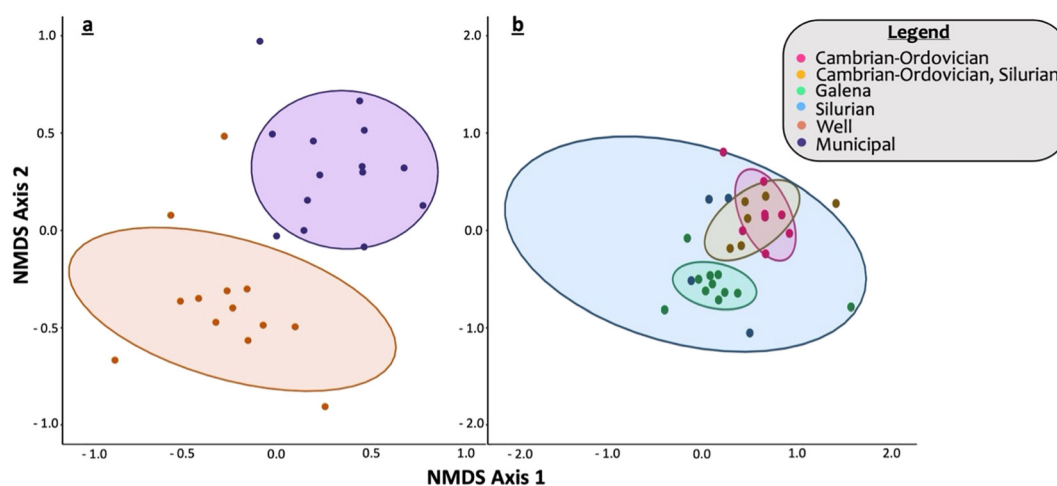 a
b
Legend
Cambrian-Ordovician
Cambrian-Ordovician, Silurian
Galena
Silurian
Well
Municipal
NMDS Axis 2
1.0
0.5
0.0
- 0.5
- 1.0
2.0
1.0
0.0
- 1.0
- 2.0
- 1.0 - 0.5 0.0 0.5 1.0
- 2.0 - 1.0 0.0 1.0 2.0
NMDS Axis 1